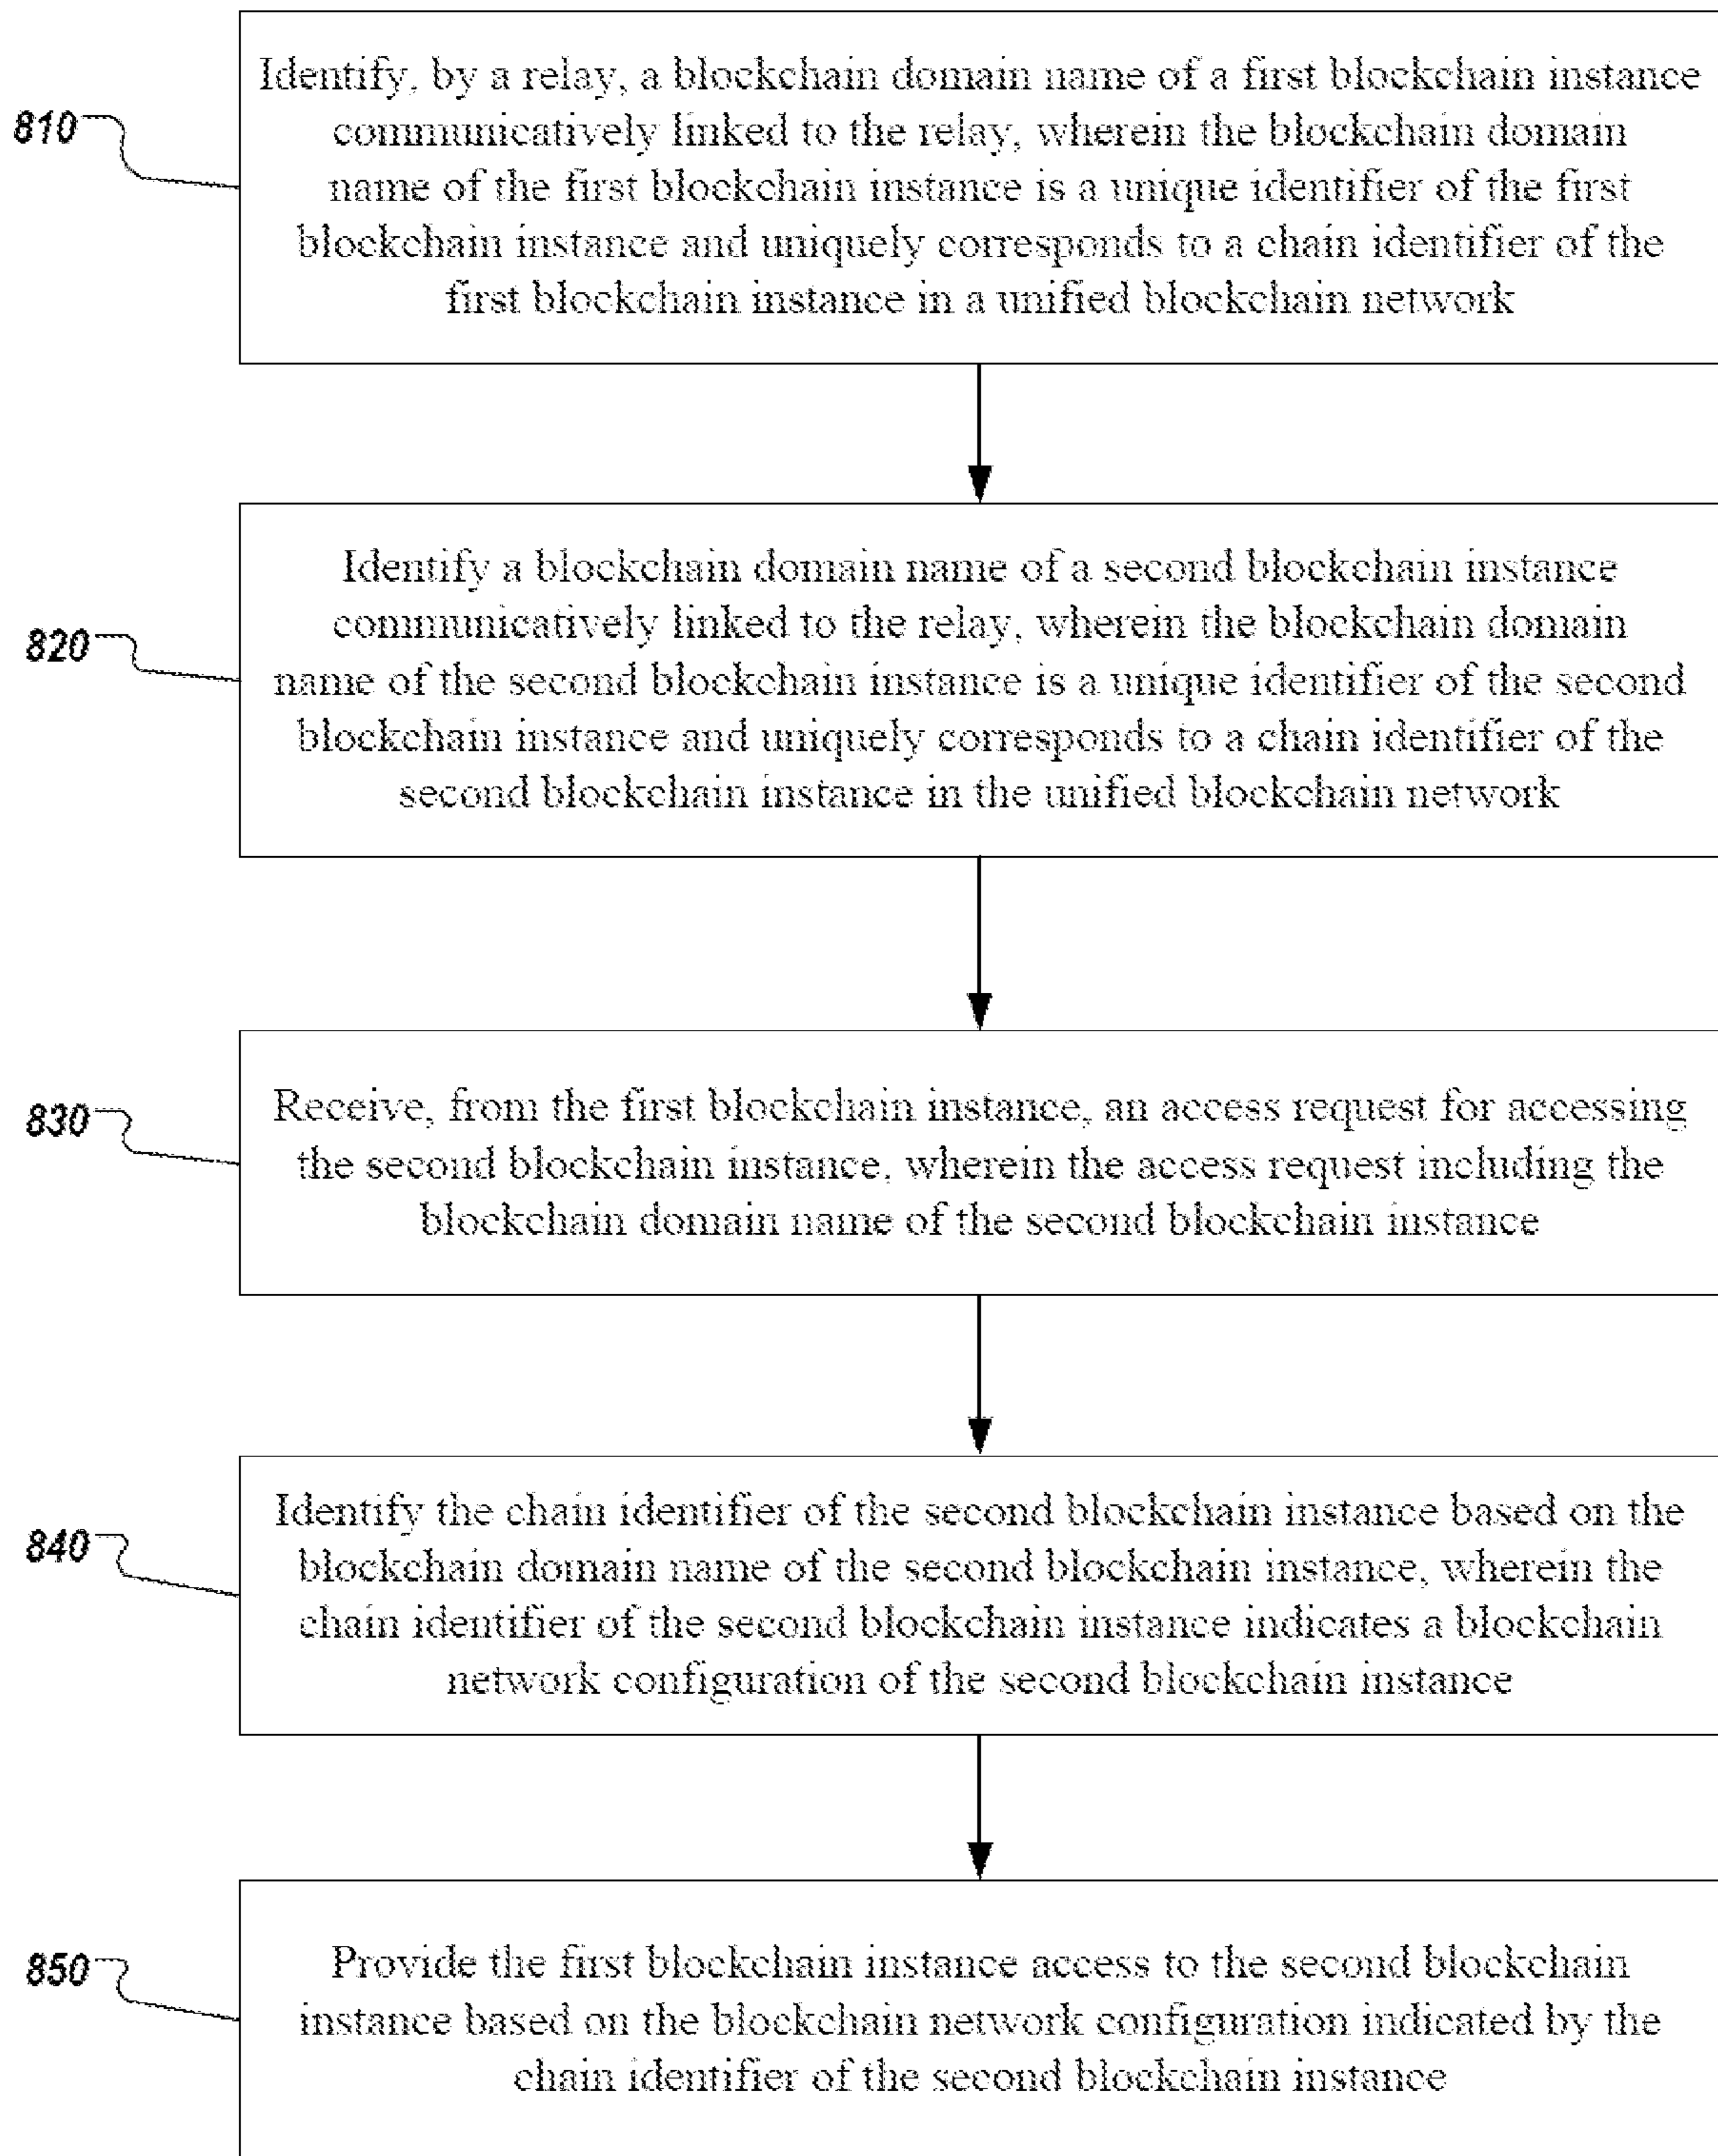 810
Identify, by a relay, a blockchain domain name of a first blockchain instance
communicatively linked to the relay, wherein the blockchain domain
name of the first blockchain instance is a unique identifier of the first
blockchain instance and uniquely corresponds to a chain identifier of the
first blockchain instance in a unified blockchain network
820
Identify a blockchain domain name of a second blockchain instance
communicatively linked to the relay, wherein the blockchain domain
name of the second blockchain instance is a unique identifier of the second
blockchain instance and uniquely corresponds to a chain identifier of the
second blockchain instance in the unified blockchain network
830
Receive, from the first blockchain instance, an access request for accessing
the second blockchain instance, wherein the access request including the
blockchain domain name of the second blockchain instance
840
Identify the chain identifier of the second blockchain instance based on the
blockchain domain name of the second blockchain instance, wherein the
chain identifier of the second blockchain instance indicates a blockchain
network configuration of the second blockchain instance
850
Provide the first blockchain instance access to the second blockchain
instance based on the blockchain network configuration indicated by the
chain identifier of the second blockchain instance